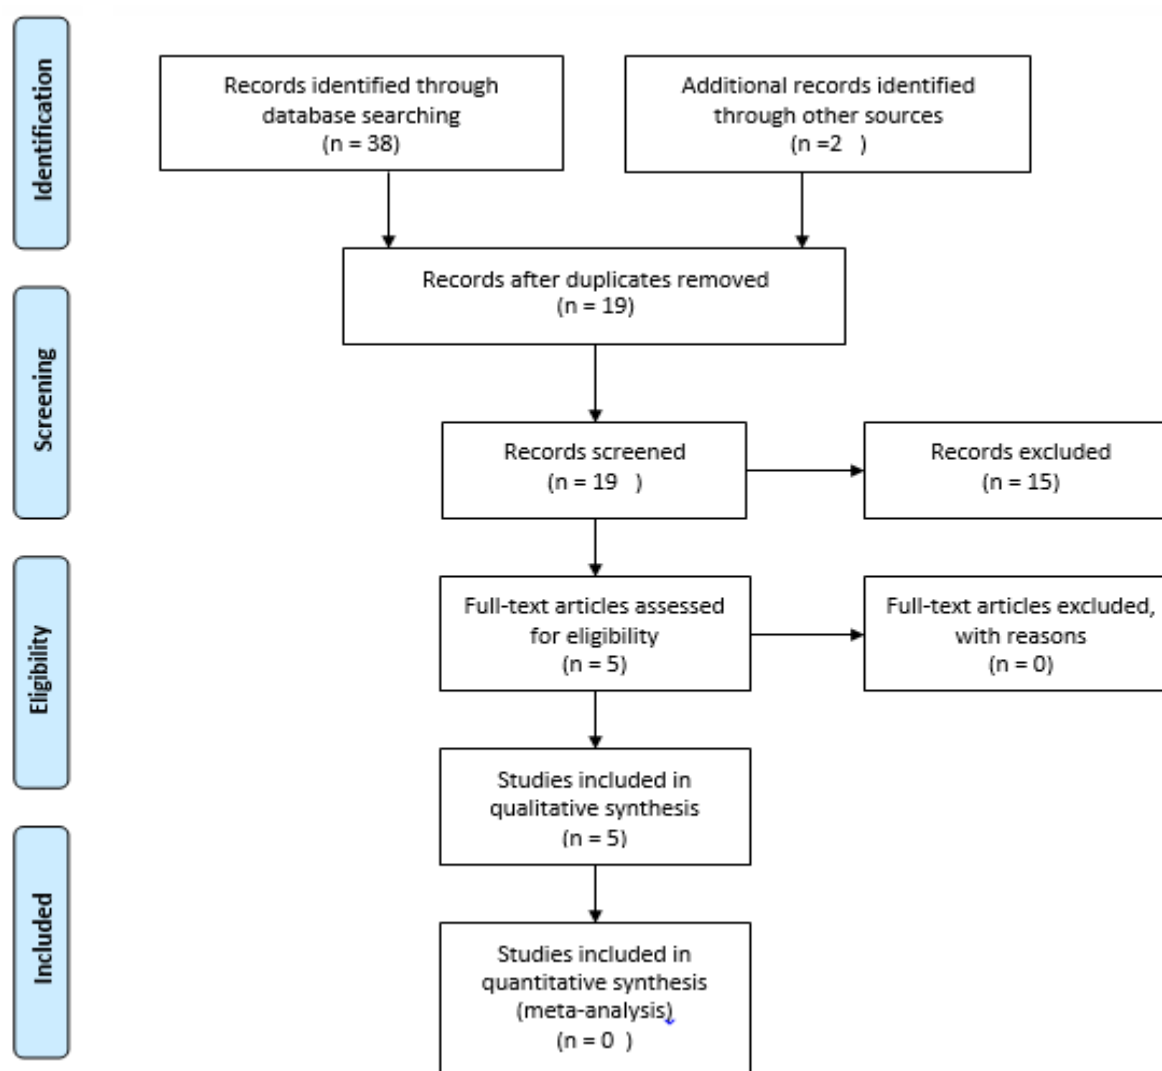 Identification
Records identified through
database searching
(n = 38)
Additional records identified
through other sources
(n =2   )
Records after duplicates removed
(n = 19)
Screening
Records screened
(n = 19   )
Records excluded
(n = 15)
Eligibility
Full-text articles assessed
for eligibility
(n = 5)
Full-text articles excluded,
with reasons
(n = 0)
Studies included in
qualitative synthesis
(n = 5)
Included
Studies included in
quantitative synthesis
(meta-analysis)
(n = 0  )